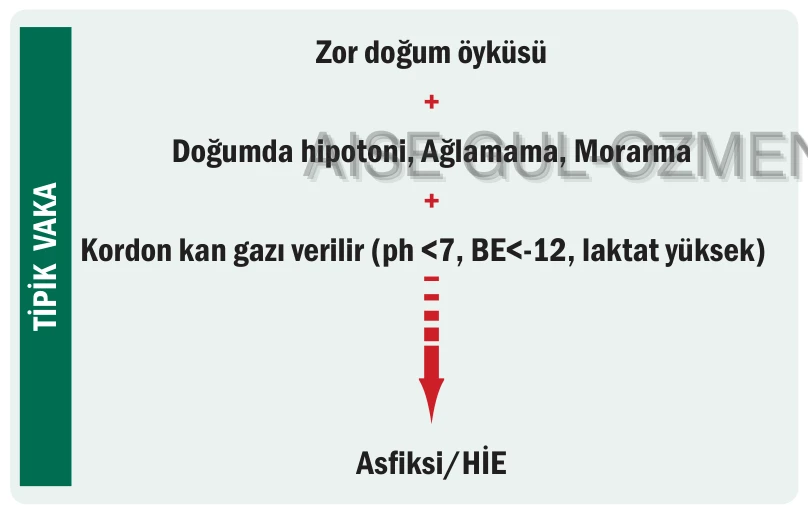 TİPİK VAKA
Zor doğum öyküsü
+
Doğumda hipotoni, Ağlamama, Morarma
AISE GUL-OZMEN
+
Kordon kan gazı verilir (ph <7, BE<-12, laktat yüksek)
Asfiksi/HİE